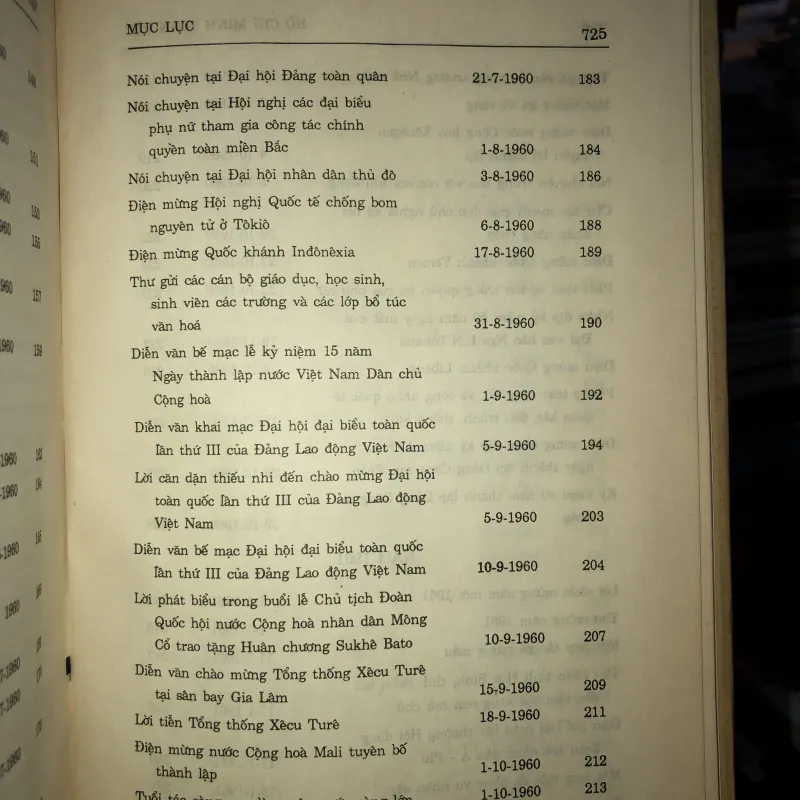 MỤC LỤC
725
Nói chuyện tại Đại hội Đảng toàn quân 21-7-1960 183
Nói chuyện tại Hội nghị các đại biểu
phụ nữ tham gia công tác chính
quyền toàn miền Bắc 1-8-1960 184
Nói chuyện tại Đại hội nhân dân thủ đô 3-8-1960 186
Điện mừng Hội nghị Quốc tế chống bom
nguyên tử ở Tôkiô 6-8-1960 188
Điện mừng Quốc khánh Inđônêxia 17-8-1960 189
Thư gửi các cán bộ giáo dục, học sinh,
sinh viên các trường và các lớp bổ túc
văn hoá 31-8-1960 190
Diễn văn bế mạc lễ kỷ niệm 15 năm
Ngày thành lập nước Việt Nam Dân chủ
Cộng hoà 1-9-1960 192
Diễn văn khai mạc Đại hội đại biểu toàn quốc
lần thứ III của Đảng Lao động Việt Nam 5-9-1960 194
Lời căn dặn thiếu nhi đến chào mừng Đại hội
toàn quốc lần thứ III của Đảng Lao động
Việt Nam 5-9-1960 203
Diễn văn bế mạc Đại hội đại biểu toàn quốc
lần thứ III của Đảng Lao động Việt Nam 10-9-1960 204
Lời phát biểu trong buổi lễ Chủ tịch Đoàn
Quốc hội nước Cộng hoà nhân dân Mông
Cổ trao tặng Huân chương Sukhê Bato 10-9-1960 207
Diễn văn chào mừng Tổng thống Xêcu Turê
tại sân bay Gia Lâm 15-9-1960 209
Lời tiễn Tổng thống Xêcu Turê 18-9-1960 211
Điện mừng nước Cộng hoà Mali tuyên bố
thành lập 1-10-1960 212
Tuổi tác càng 1-10-1960 213